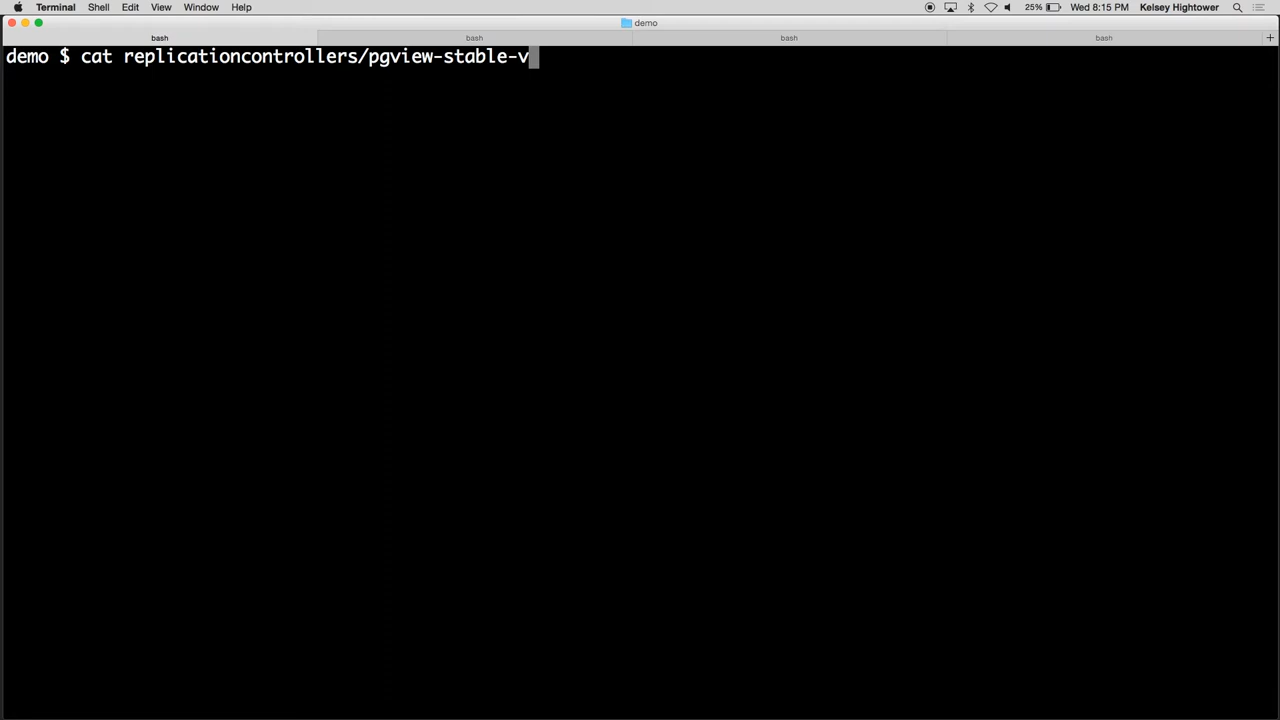 Terminal Shell Edit View Window Help 25% Wed 8:15 PM Kelsey Hightower
demo
bash bash bash bash +
demo $ cat replicationcontrollers/pgview-stable-v